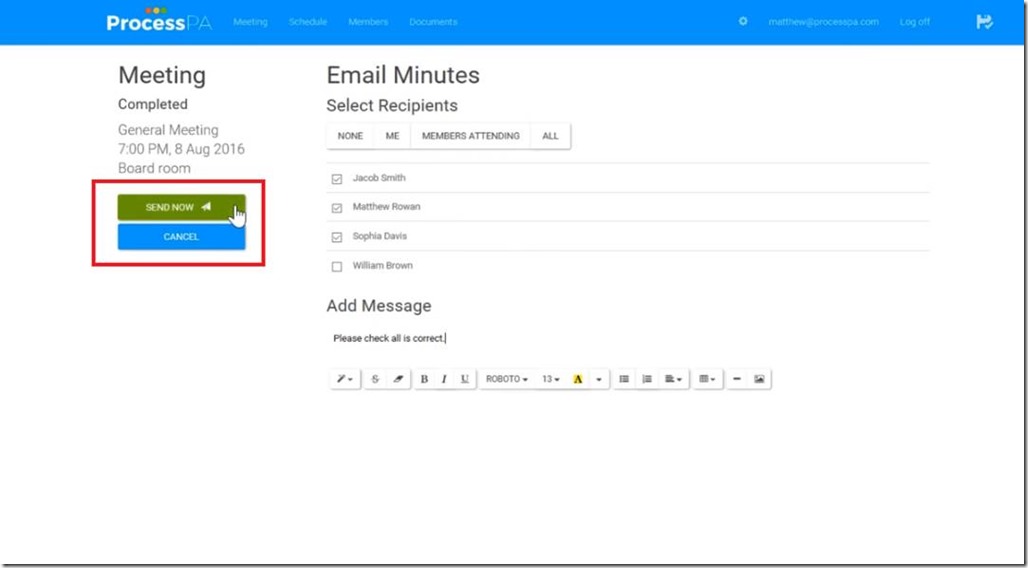 ProcessPA Meeting Schedule Members Documents matthew@processpa.com Log off
Meeting
Completed
General Meeting
7:00 PM, 8 Aug 2016
Board room
SEND NOW
CANCEL
Email Minutes
Select Recipients
NONE ME MEMBERS ATTENDING ALL
Jacob Smith
Matthew Rowan
Sophia Davis
William Brown
Add Message
Please check all is correct.
S B I U ROBOTO 13 A